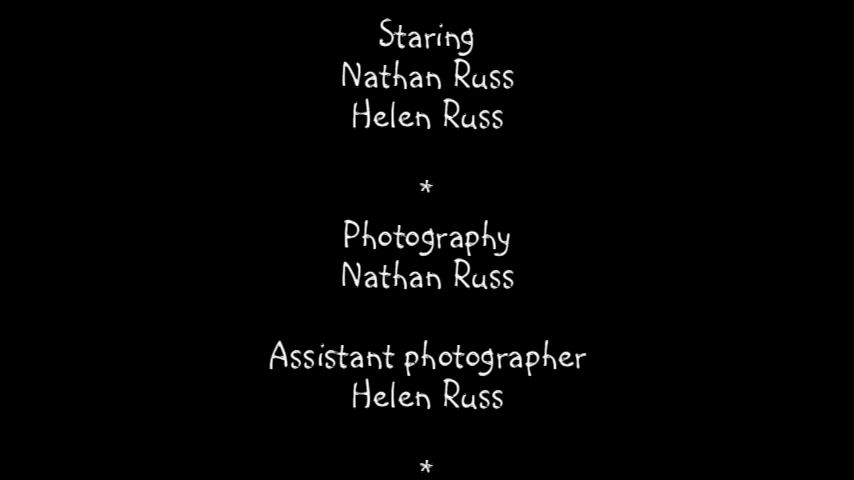 Staring
Nathan Russ
Helen Russ
*
Photography
Nathan Russ
Assistant photographer
Helen Russ
*